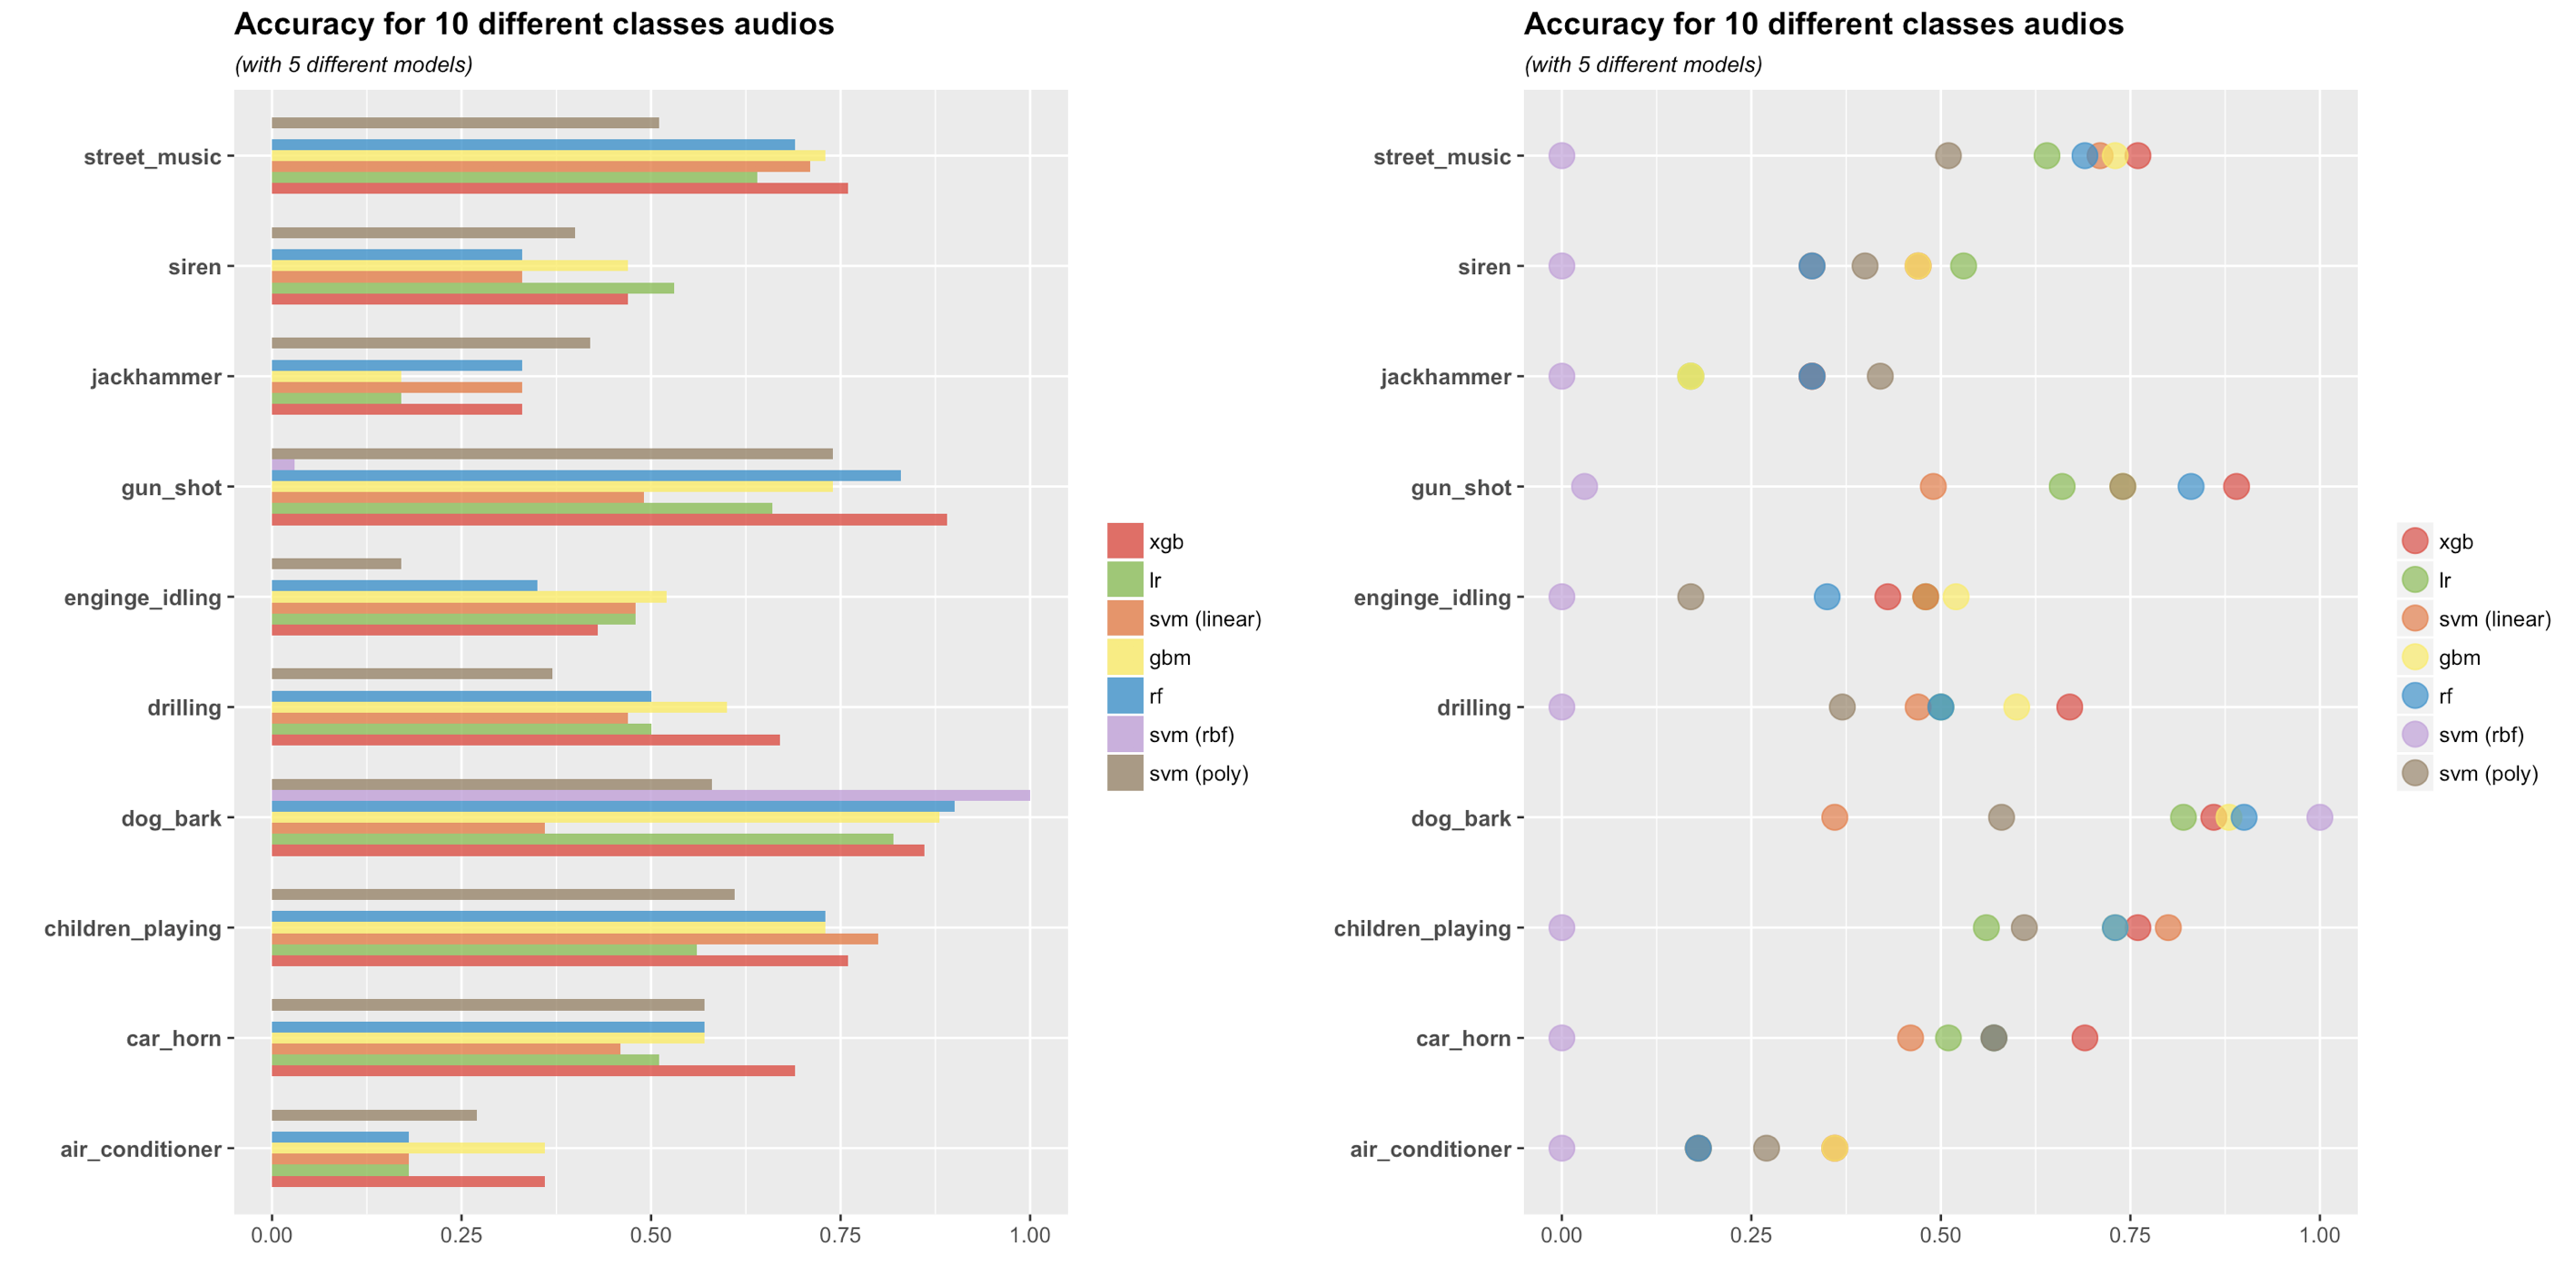 Accuracy for 10 different classes audios
(with 5 different models)
street_music
siren
jackhammer
gun_shot
enginge_idling
drilling
dog_bark
children_playing
car_horn
air_conditioner
0.00 0.25 0.50 0.75 1.00
xgb
lr
svm (linear)
gbm
rf
svm (rbf)
svm (poly)
Accuracy for 10 different classes audios
(with 5 different models)
street_music
siren
jackhammer
gun_shot
enginge_idling
drilling
dog_bark
children_playing
car_horn
air_conditioner
0.00 0.25 0.50 0.75 1.00
xgb
lr
svm (linear)
gbm
rf
svm (rbf)
svm (poly)